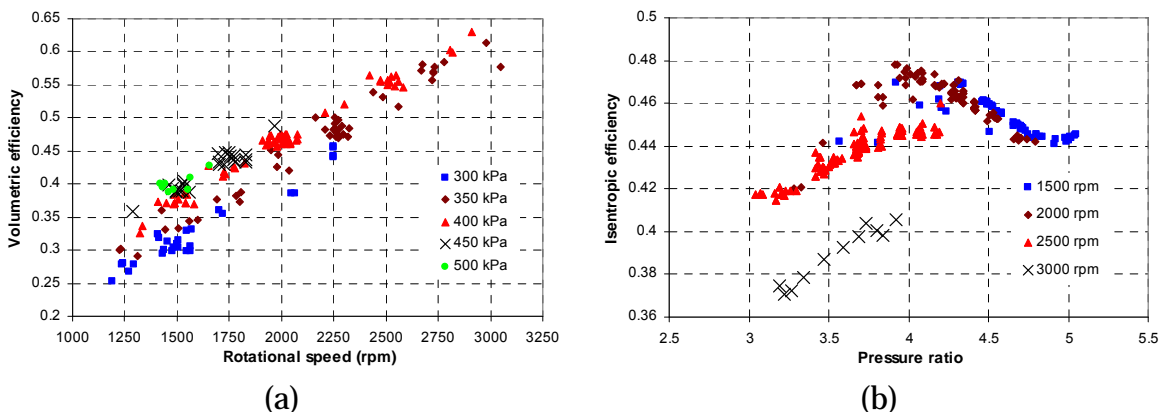 0.65
0.6
0.55
0.5
0.45
0.4
0.35
0.3
0.25
0.2
Volumetric efficiency
300 kPa
350 kPa
400 kPa
450 kPa
500 kPa
1000 1250 1500 1750 2000 2250 2500 2750 3000 3250
Rotational speed (rpm)
(a)
0.5
0.48
0.46
0.44
0.42
0.4
0.38
0.36
Isentropic efficiency
1500 rpm
2000 rpm
2500 rpm
3000 rpm
2.5 3 3.5 4 4.5 5 5.5
Pressure ratio
(b)